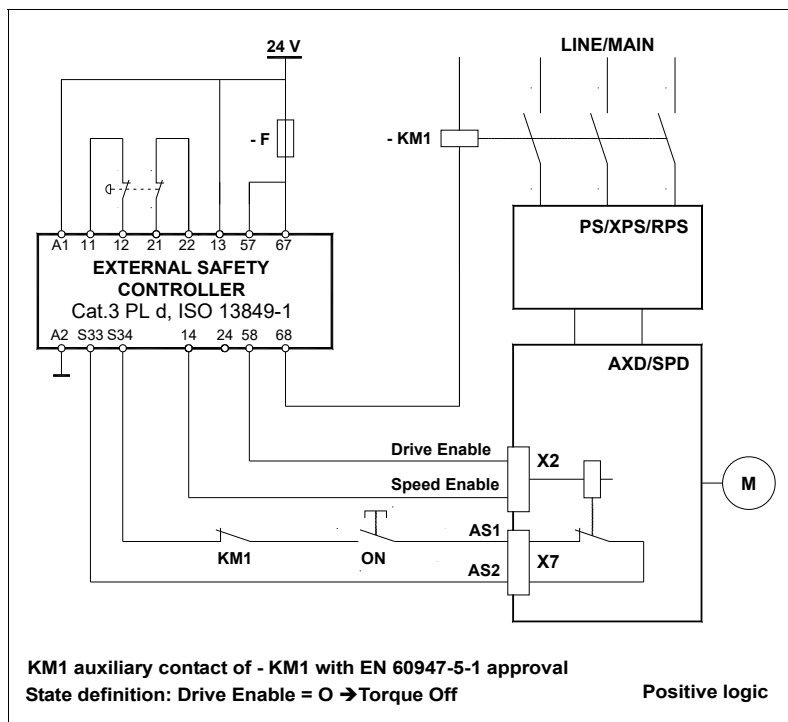 24 V
LINE/MAIN
- F
- KM1
A1 11 12 21 22 13 57 67
PS/XPS/RPS
EXTERNAL SAFETY
CONTROLLER
Cat.3 PL d, ISO 13849-1
A2 S33 S34 14 24 58 68
AXD/SPD
Drive Enable
X2
Speed Enable
M
AS1
KM1
ON
X7
AS2
KM1 auxiliary contact of - KM1 with EN 60947-5-1 approval
State definition: Drive Enable = O ➔Torque Off
Positive logic